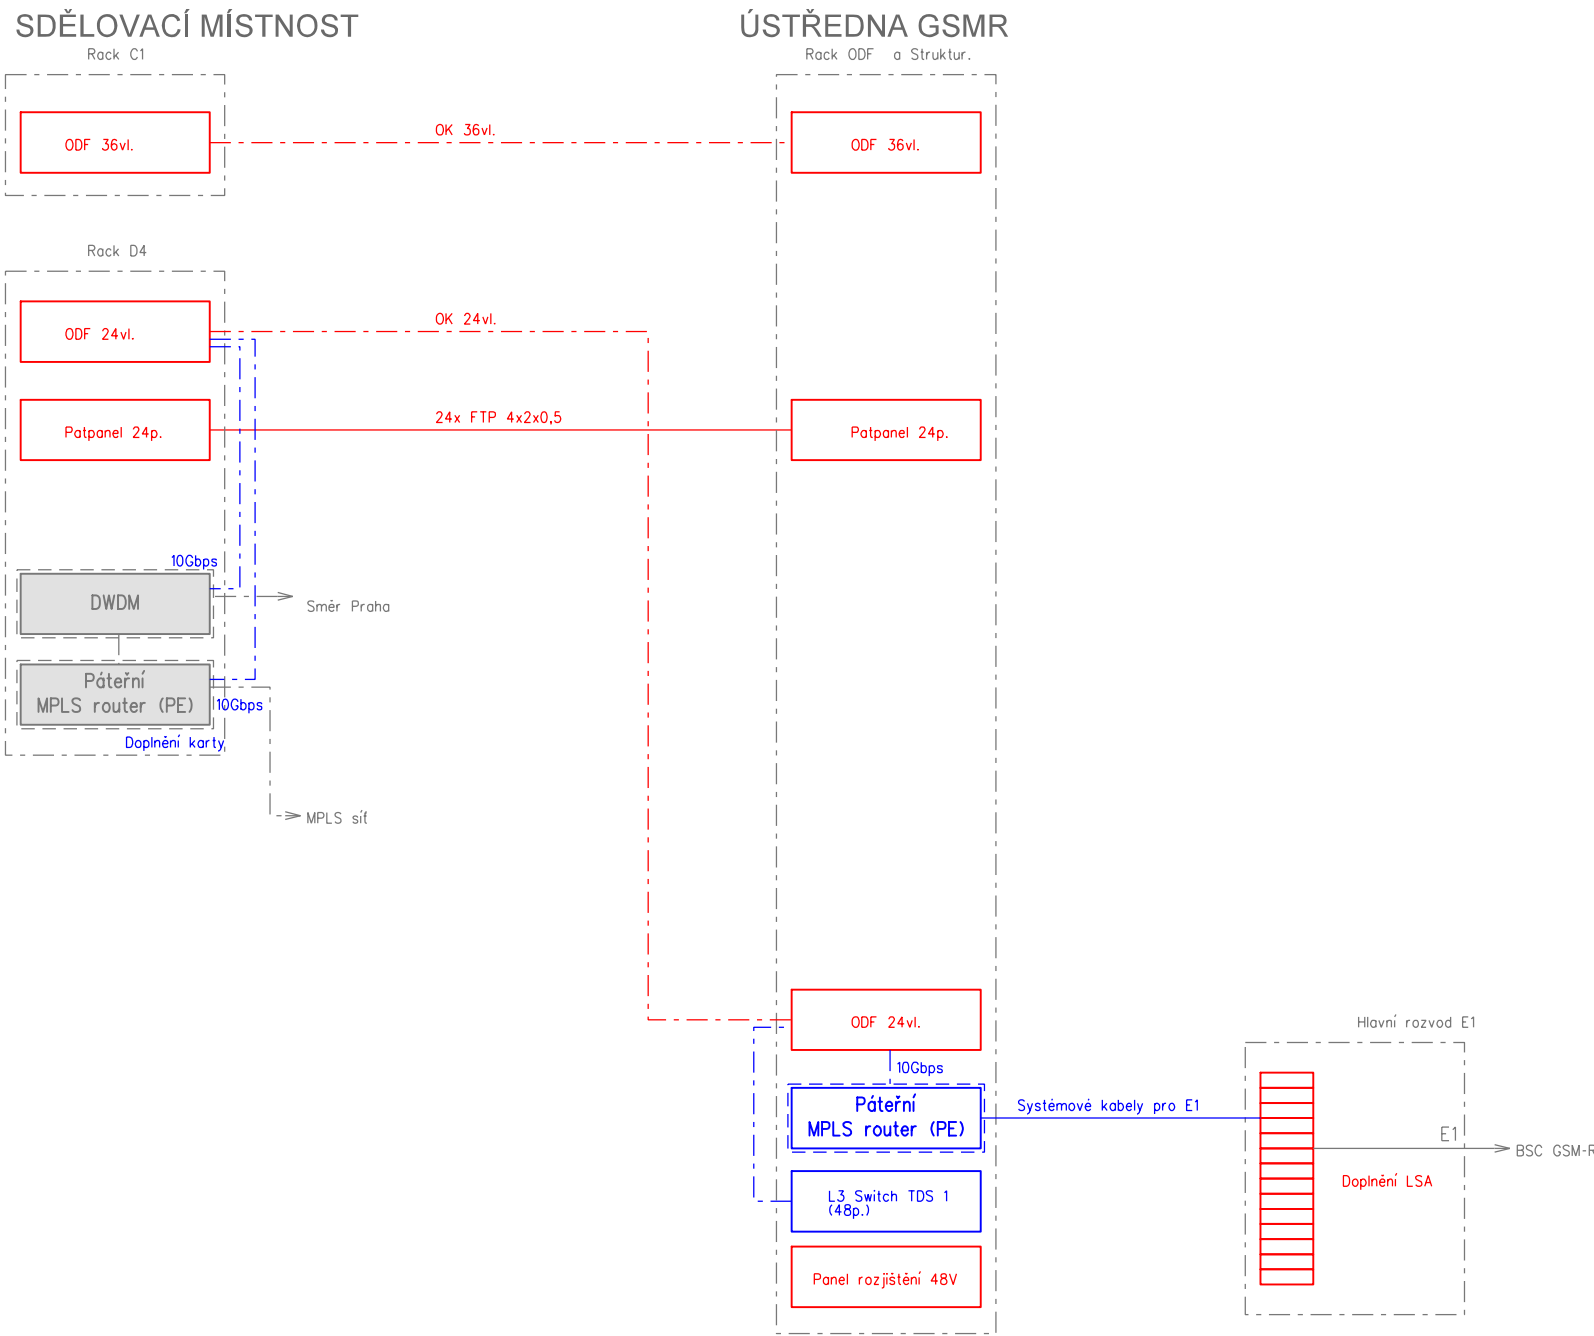 SDĚLOVACÍ MÍSTNOST
ÚSTŘEDNA GSMR
Rack C1
Rack ODF a Struktur.
ODF 36vl.
OK 36vl.
ODF 36vl.
Rack D4
ODF 24vl.
OK 24vl.
Patpanel 24p.
24x FTP 4x2x0,5
Patpanel 24p.
10Gbps
DWDM
Směr Praha
Páteřní
MPLS router (PE)
10Gbps
Doplnění karty
MPLS síť
ODF 24vl.
Hlavní rozvod E1
10Gbps
Páteřní
MPLS router (PE)
Systémové kabely pro E1
E1
BSC GSM-R
Doplnění LSA
L3 Switch TDS 1
(48p.)
Panel rozjištění 48V